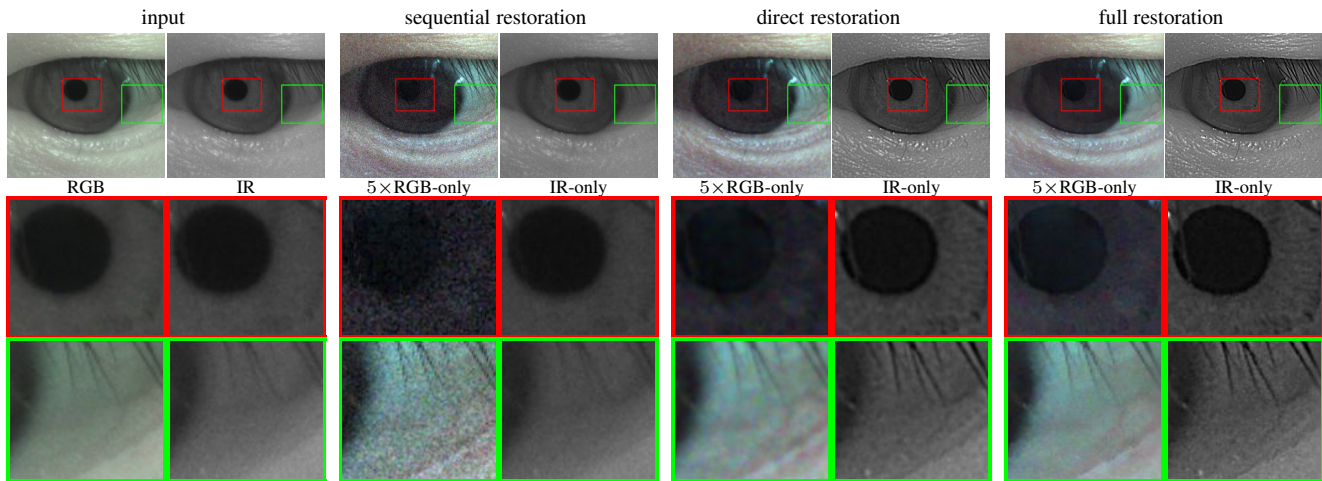 input sequential restoration direct restoration full restoration
RGB IR 5×RGB-only IR-only 5×RGB-only IR-only 5×RGB-only IR-only